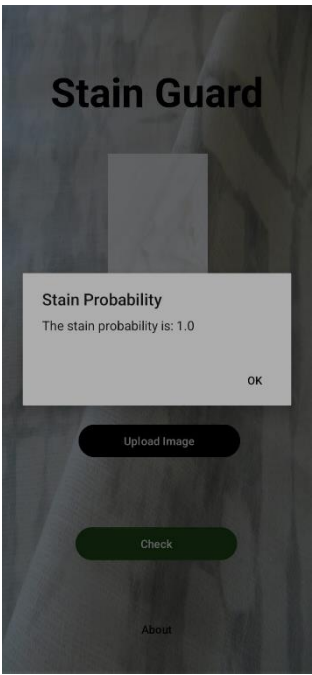 Stain Guard
Stain Probability
The stain probability is: 1.0
OK
Upload Image
Check
About